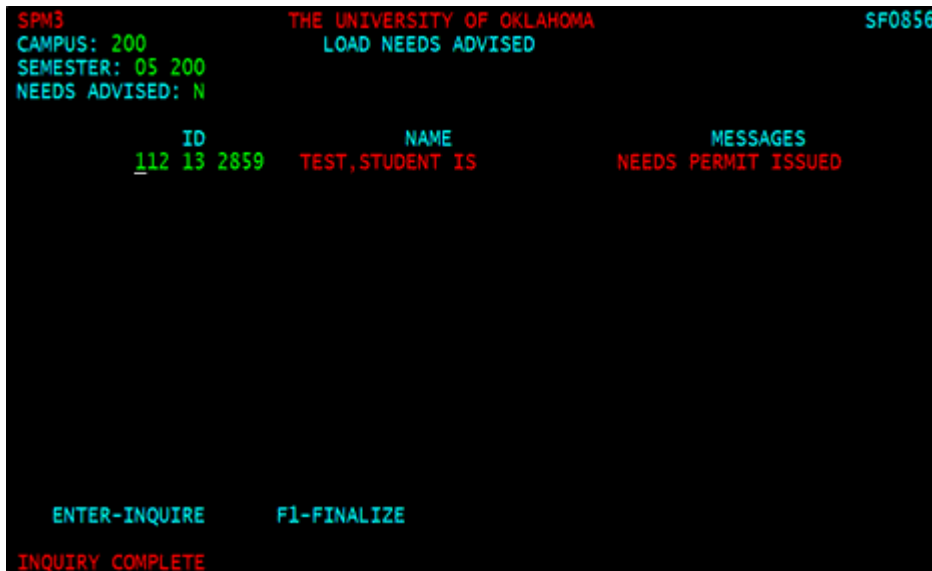 SPM3 THE UNIVERSITY OF OKLAHOMA SF0856
CAMPUS: 200 LOAD NEEDS ADVISED
SEMESTER: 05 200
NEEDS ADVISED: N
ID NAME MESSAGES
112 13 2859 TEST,STUDENT IS NEEDS PERMIT ISSUED
ENTER-INQUIRE F1-FINALIZE
INQUIRY COMPLETE